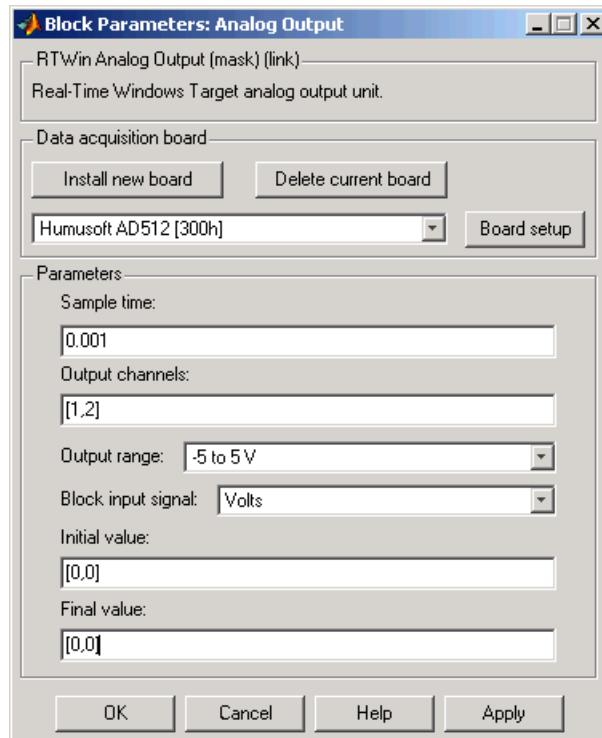 Block Parameters: Analog Output
RTWin Analog Output (mask) (link)
Real-Time Windows Target analog output unit.
Data acquisition board
Install new board Delete current board
Humusoft AD512 [300h] Board setup
Parameters
Sample time:
0.001
Output channels:
[1,2]
Output range: -5 to 5 V
Block input signal: Volts
Initial value:
[0,0]
Final value:
[0,0]
OK Cancel Help Apply